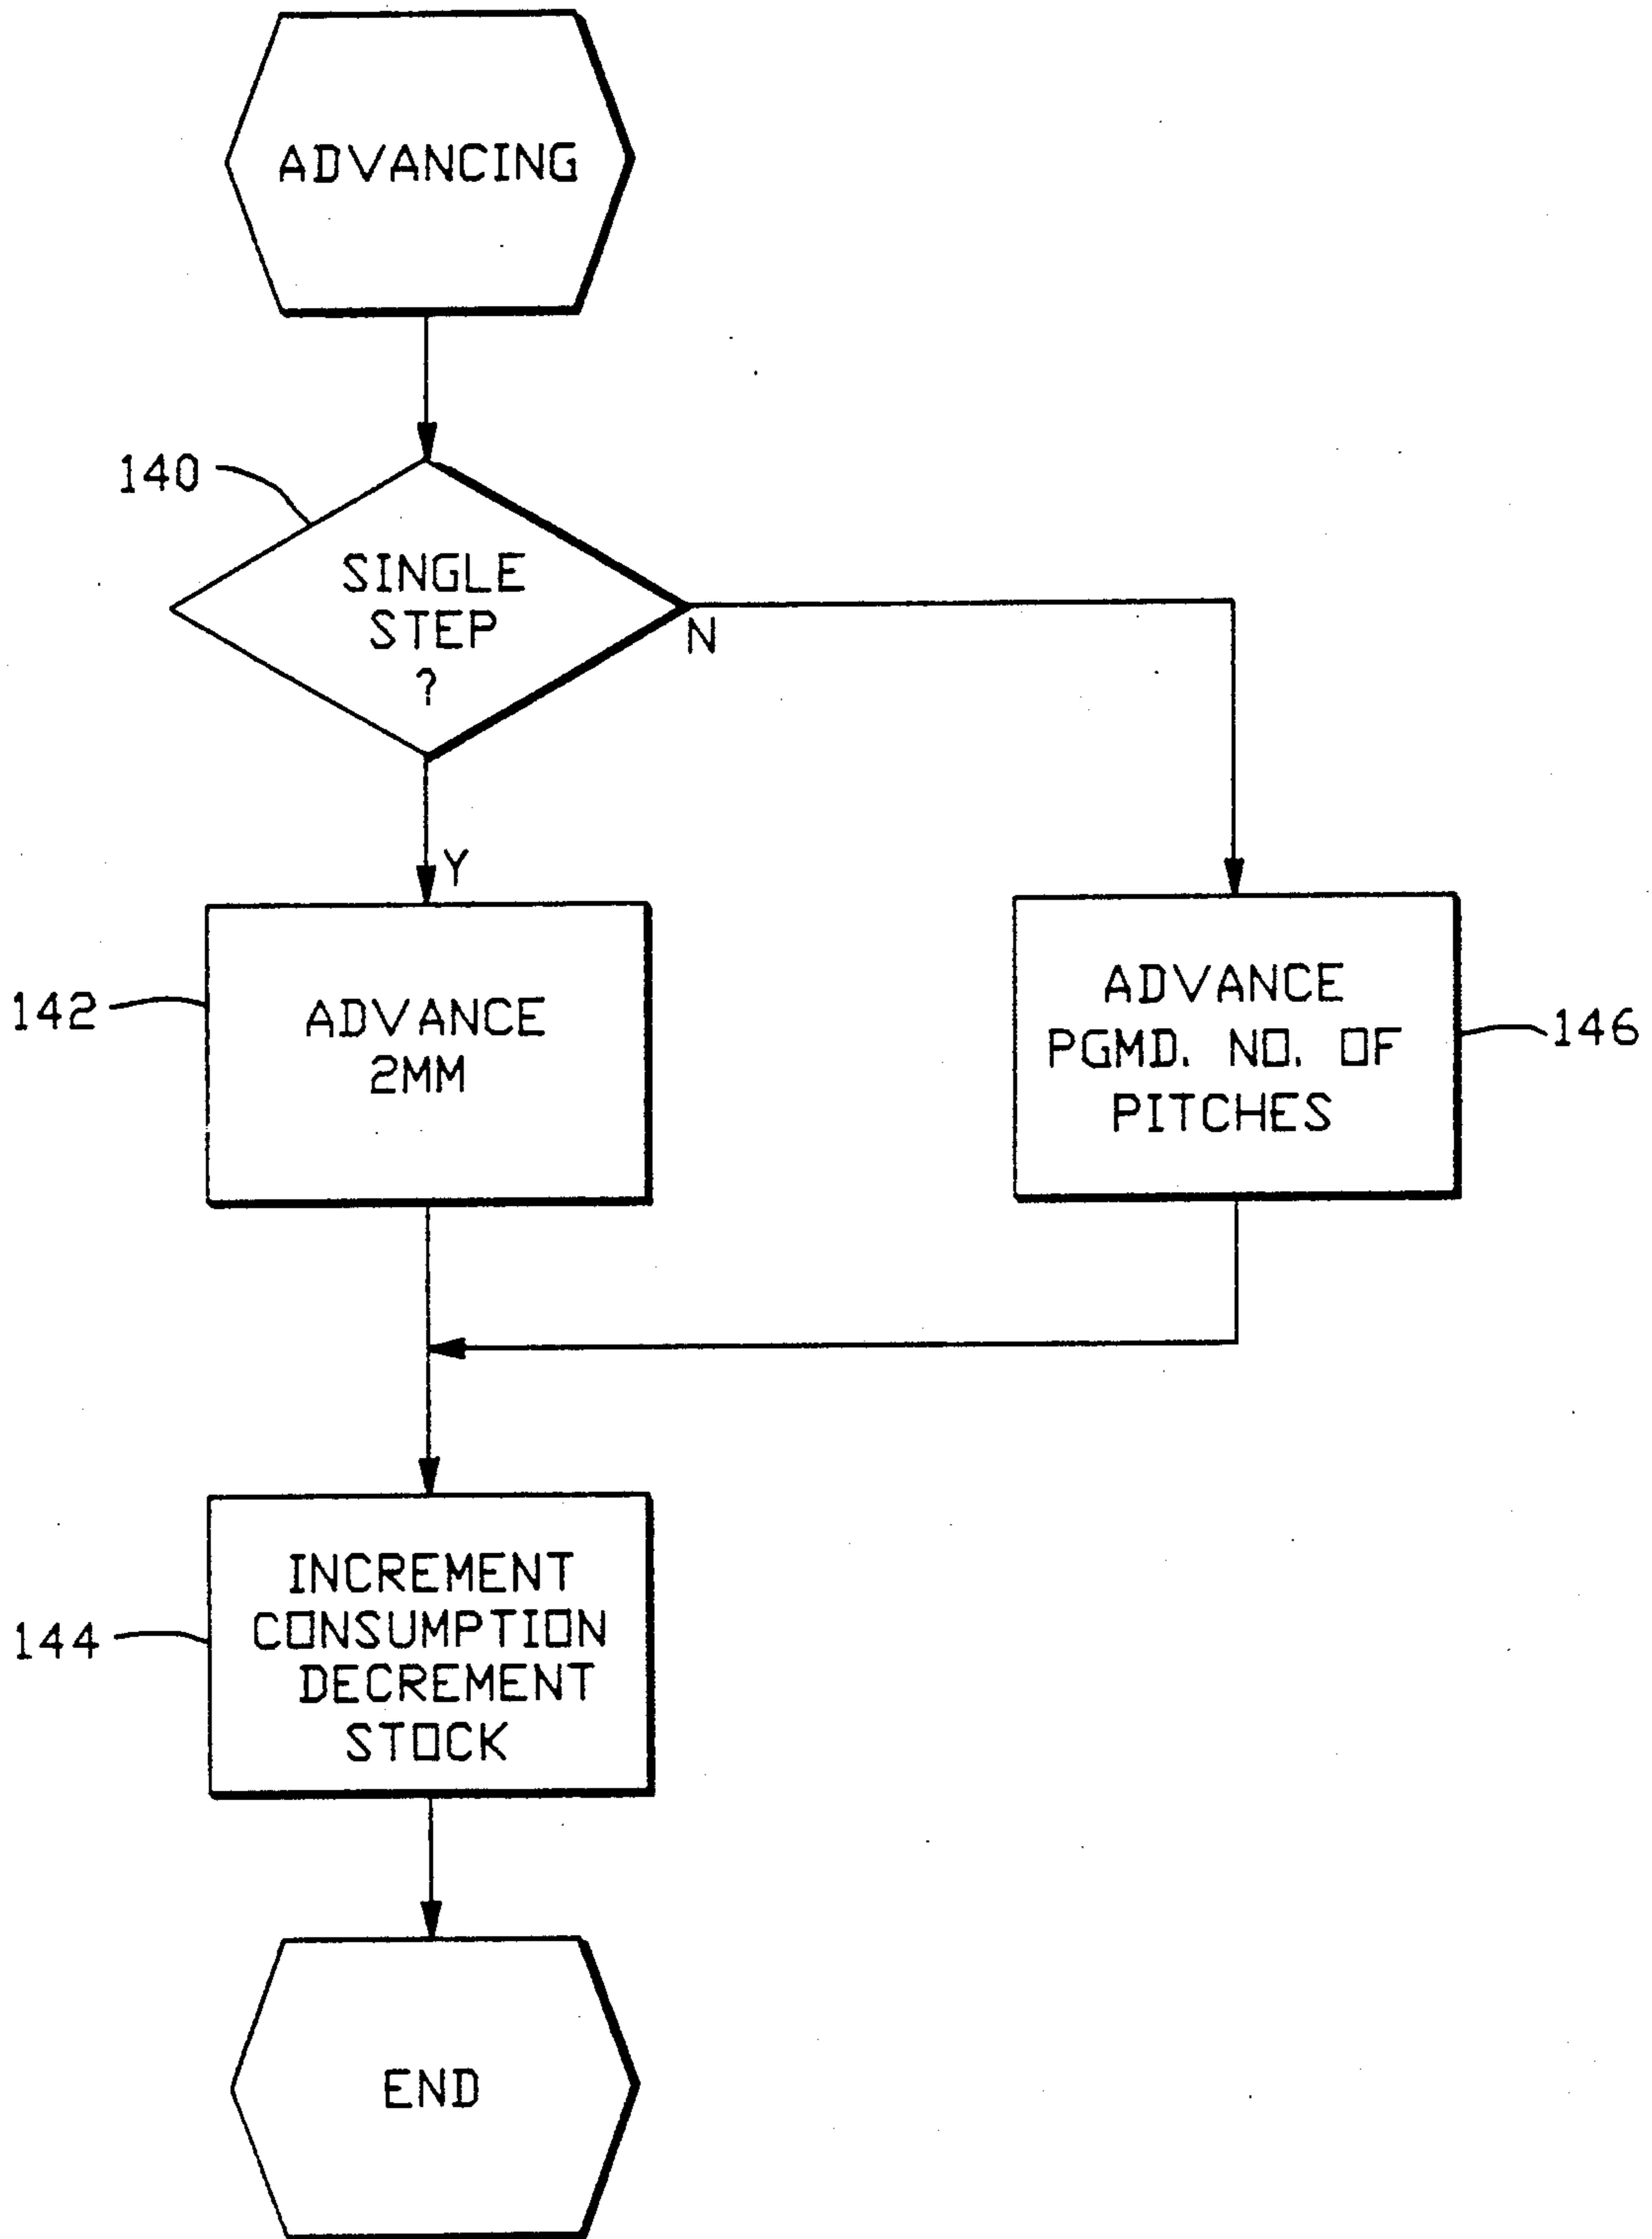 ADVANCING
140
SINGLE
STEP
?
N
Y
142
ADVANCE
2MM
ADVANCE
PGMD. NO. OF
PITCHES
146
144
INCREMENT
CONSUMPTION
DECREMENT
STOCK
END